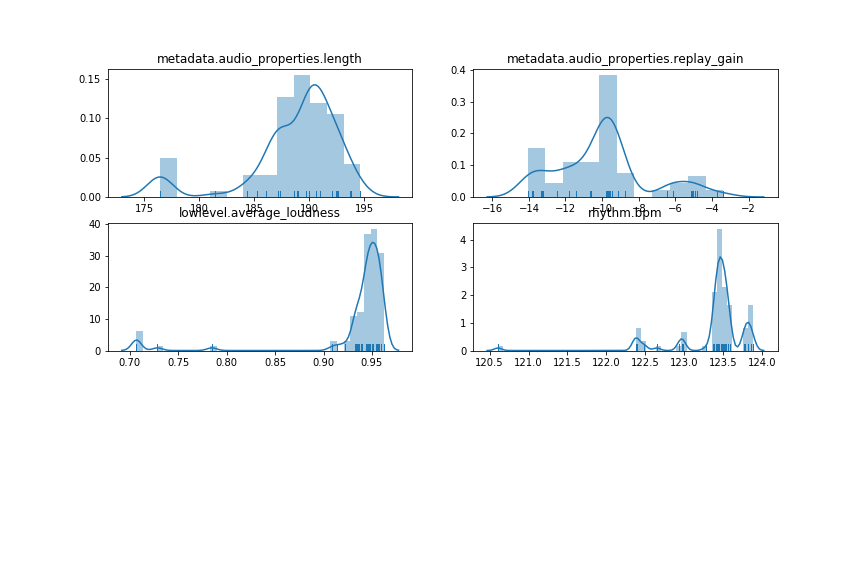 metadata.audio_properties.length
0.15
0.10
0.05
0.00
175 180 185 190 195
metadata.audio_properties.replay_gain
0.4
0.3
0.2
0.1
0.0
−16 −14 −12 −10 −8 −6 −4 −2
lowlevel.average_loudness
40
30
20
10
0
0.70 0.75 0.80 0.85 0.90 0.95
rhythm.bpm
4
3
2
1
0
120.5 121.0 121.5 122.0 122.5 123.0 123.5 124.0